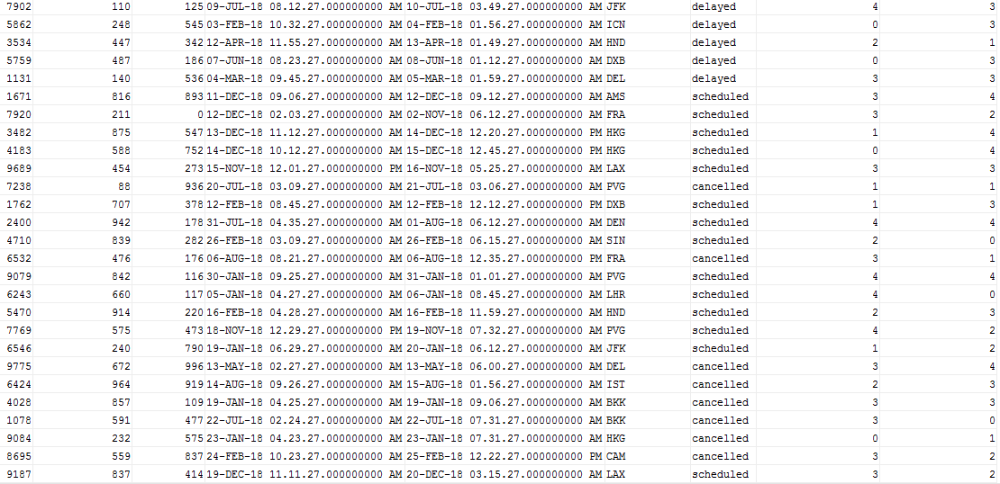 7902 110 125 09-JUL-18 08.12.27.000000000 AM 10-JUL-18 03.49.27.000000000 AM JFK delayed 4 3
5862 248 545 03-FEB-18 10.32.27.000000000 AM 04-FEB-18 01.56.27.000000000 AM ICN delayed 0 3
3534 447 342 12-APR-18 11.55.27.000000000 AM 13-APR-18 01.49.27.000000000 AM HND delayed 2 1
5759 487 186 07-JUN-18 08.23.27.000000000 AM 08-JUN-18 01.12.27.000000000 AM DXB delayed 0 3
1131 140 536 04-MAR-18 09.45.27.000000000 AM 05-MAR-18 01.59.27.000000000 AM DEL delayed 3 3
1671 816 893 11-DEC-18 09.06.27.000000000 AM 12-DEC-18 09.12.27.000000000 AM AMS scheduled 3 4
7920 211 0 12-DEC-18 02.03.27.000000000 AM 02-NOV-18 06.12.27.000000000 AM FRA scheduled 3 2
3482 875 547 13-DEC-18 11.12.27.000000000 AM 14-DEC-18 12.20.27.000000000 PM HKG scheduled 1 4
4183 588 752 14-DEC-18 10.12.27.000000000 AM 15-DEC-18 12.45.27.000000000 PM HKG scheduled 0 4
9689 454 273 15-NOV-18 12.01.27.000000000 PM 16-NOV-18 05.25.27.000000000 AM LAX scheduled 3 3
7238 88 936 20-JUL-18 03.09.27.000000000 AM 21-JUL-18 03.06.27.000000000 AM PVG cancelled 1 1
1762 707 378 12-FEB-18 08.45.27.000000000 AM 12-FEB-18 12.12.27.000000000 PM DXB scheduled 1 3
2400 942 178 31-JUL-18 04.35.27.000000000 AM 01-AUG-18 06.12.27.000000000 AM DEN scheduled 4 4
4710 839 282 26-FEB-18 03.09.27.000000000 AM 26-FEB-18 06.15.27.000000000 AM SIN scheduled 2 0
6532 476 176 06-AUG-18 08.21.27.000000000 AM 06-AUG-18 12.35.27.000000000 PM FRA cancelled 3 1
9079 842 116 30-JAN-18 09.25.27.000000000 AM 31-JAN-18 01.01.27.000000000 AM PVG scheduled 4 4
6243 660 117 05-JAN-18 04.27.27.000000000 AM 06-JAN-18 08.45.27.000000000 AM LHR scheduled 4 0
5470 914 220 16-FEB-18 04.28.27.000000000 AM 16-FEB-18 11.59.27.000000000 AM HND scheduled 2 3
7769 575 473 18-NOV-18 12.29.27.000000000 PM 19-NOV-18 07.32.27.000000000 AM PVG scheduled 4 2
6546 240 790 19-JAN-18 06.29.27.000000000 AM 20-JAN-18 06.12.27.000000000 AM JFK scheduled 1 2
9775 672 996 13-MAY-18 02.27.27.000000000 AM 13-MAY-18 06.00.27.000000000 AM DEL cancelled 3 4
6424 964 919 14-AUG-18 09.26.27.000000000 AM 15-AUG-18 01.56.27.000000000 AM IST cancelled 2 3
4028 857 109 19-JAN-18 04.25.27.000000000 AM 19-JAN-18 09.06.27.000000000 AM BKK cancelled 3 3
1078 591 477 22-JUL-18 02.24.27.000000000 AM 22-JUL-18 07.31.27.000000000 AM BKK cancelled 3 0
9084 232 575 23-JAN-18 04.23.27.000000000 AM 23-JAN-18 07.31.27.000000000 AM HKG cancelled 0 1
8695 559 837 24-FEB-18 10.23.27.000000000 AM 25-FEB-18 12.22.27.000000000 PM CAM cancelled 3 2
9187 837 414 19-DEC-18 11.11.27.000000000 AM 20-DEC-18 03.15.27.000000000 AM LAX scheduled 3 2